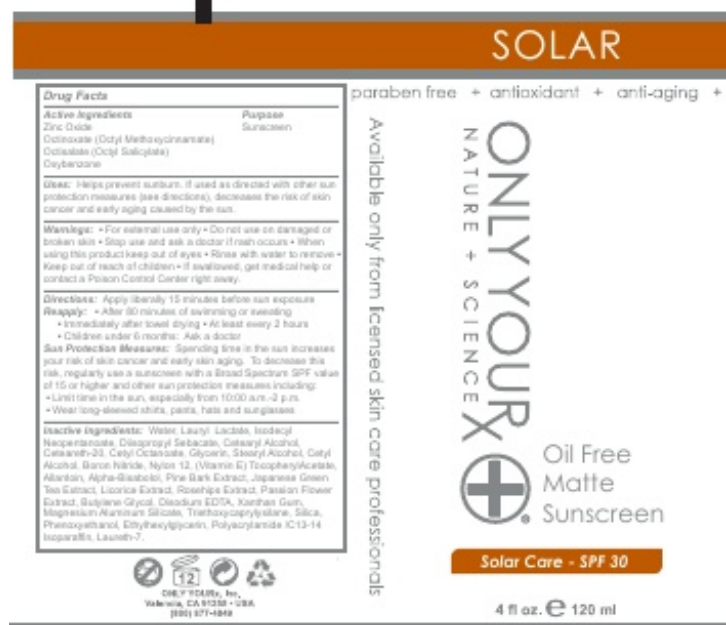 SOLAR
paraben free + antioxidant + anti-aging +
Drug Facts
Active Ingredients Purpose
Zinc Oxide Sunscreen
Octinoxate (Octyl Methoxycinnamate)
Octisalate (Octyl Salicylate)
Oxybenzone
Uses: Helps prevent sunburn. If used as directed with other sun
protection measures (see directions), decreases the risk of skin
cancer and early aging caused by the sun.
Warnings: • For external use only • Do not use on damaged or
broken skin • Stop use and ask a doctor if rash occurs • When
using this product keep out of eyes • Rinse with water to remove •
Keep out of reach of children • If swallowed, get medical help or
contact a Poison Control Center right away.
Directions: Apply liberally 15 minutes before sun exposure
Reapply: • After 80 minutes of swimming or sweating
• Immediately after towel drying • At least every 2 hours
• Children under 6 months: Ask a doctor
Sun Protection Measures: Spending time in the sun increases
your risk of skin cancer and early skin aging. To decrease this
risk, regularly use a sunscreen with a Broad Spectrum SPF value
of 15 or higher and other sun protection measures including:
• Limit time in the sun, especially from 10:00 a.m.-2 p.m.
• Wear long-sleeved shirts, pants, hats and sunglasses
Inactive Ingredients: Water, Lauryl Lactate, Isodecyl
Neopentanoate, Diisopropyl Sebacate, Cetearyl Alcohol,
Ceteareth-20, Cetyl Octanoate, Glycerin, Stearyl Alcohol, Cetyl
Alcohol, Boron Nitride, Nylon 12, (Vitamin E) TocopherylAcetate,
Allantoin, Alpha-Bisabolol, Pine Bark Extract, Japanese Green
Tea Extract, Licorice Extract, Rosehips Extract, Passion Flower
Extract, Butylene Glycol, Disodium EDTA, Xanthan Gum,
Magnesium Aluminum Silicate, Triethoxycaprylysilane, Silica,
Phenoxyethanol, Ethylhexylglycerin, Polyacrylamide /C13-14
Isoparaffin, Laureth-7.
12
ONLY YOURx, Inc.
Valencia, CA 91355 • USA
(800) 877-4849
Available only from licensed skin care professionals
NATURE + SCIENCE
ONLY YOURX
Oil Free
Matte
Sunscreen
Solar Care - SPF 30
4 fl oz. e 120 ml